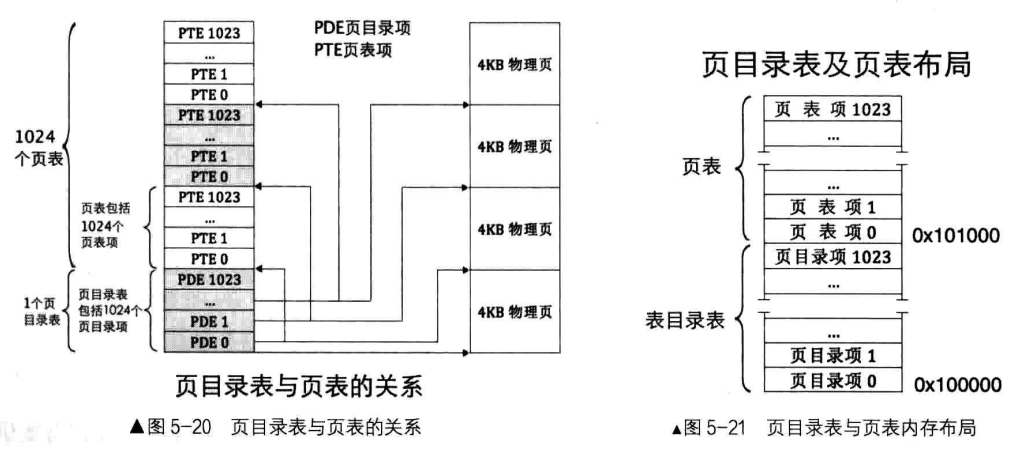 PTE 1023
...
PTE 1
PTE 0
PTE 1023
...
PTE 1
PTE 0
PTE 1023
...
PTE 1
PTE 0
PDE 1023
...
PDE 1
PDE 0
1024
个页表
页表包括
1024个
页表项
1个页
目录表
页目录表
包括1024个
页目录项
PDE页目录项
PTE页表项
4KB 物理页
4KB 物理页
4KB 物理页
4KB 物理页
页目录表与页表的关系
▲图 5-20 页目录表与页表的关系
页目录表及页表布局
页表
页 表 项 1023
...
...
页 表 项 1
页 表 项 0
0x101000
表目录表
页目录项 1023
...
...
页目录项 1
页目录项 0
0x100000
▲图 5-21 页目录表与页表内存布局